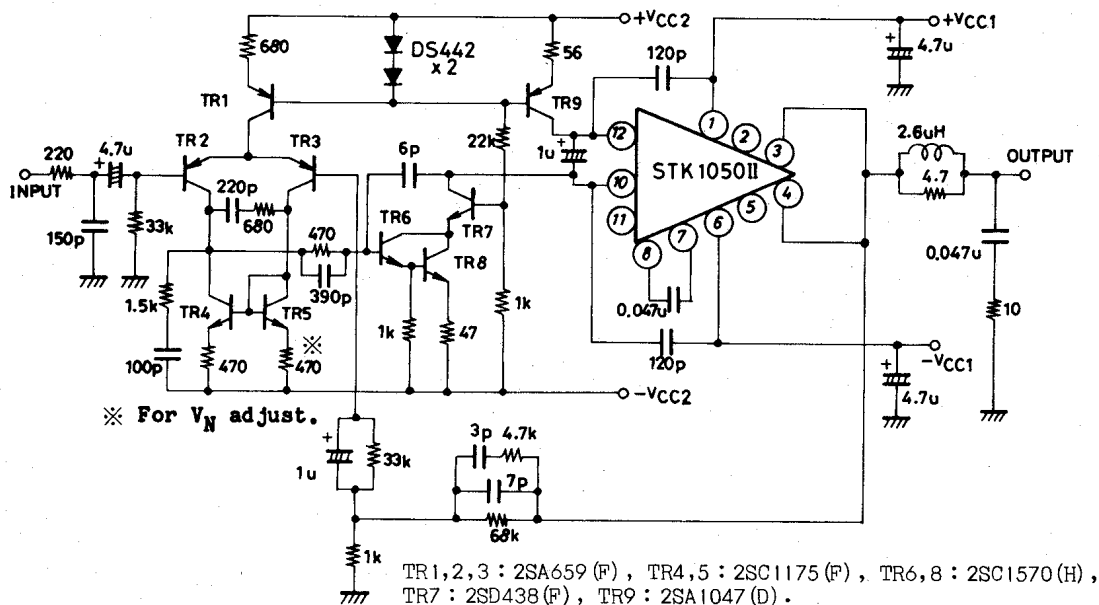 +VCC2
+VCC1
680
DS442
x 2
56
120p
4.7u
TR1
TR9
TR2
TR3
22k
1u
12
1
2
3
2.6uH
4.7
OUTPUT
220
4.7u
INPUT
6p
10
STK1050II
4
220p
680
TR6
TR7
11
5
6
7
8
33k
150p
470
390p
TR8
0.047u
0.047u
1.5k
TR4
TR5
※
1k
47
1k
10
100p
470
470
120p
-VCC1
4.7u
-VCC2
※ For VN adjust.
3p
4.7k
1u
33k
7p
68k
1k
TR1,2,3 : 2SA659(F) , TR4,5 : 2SC1175(F) , TR6,8 : 2SC1570(H),
TR7 : 2SD438(F) , TR9 : 2SA1047(D) .